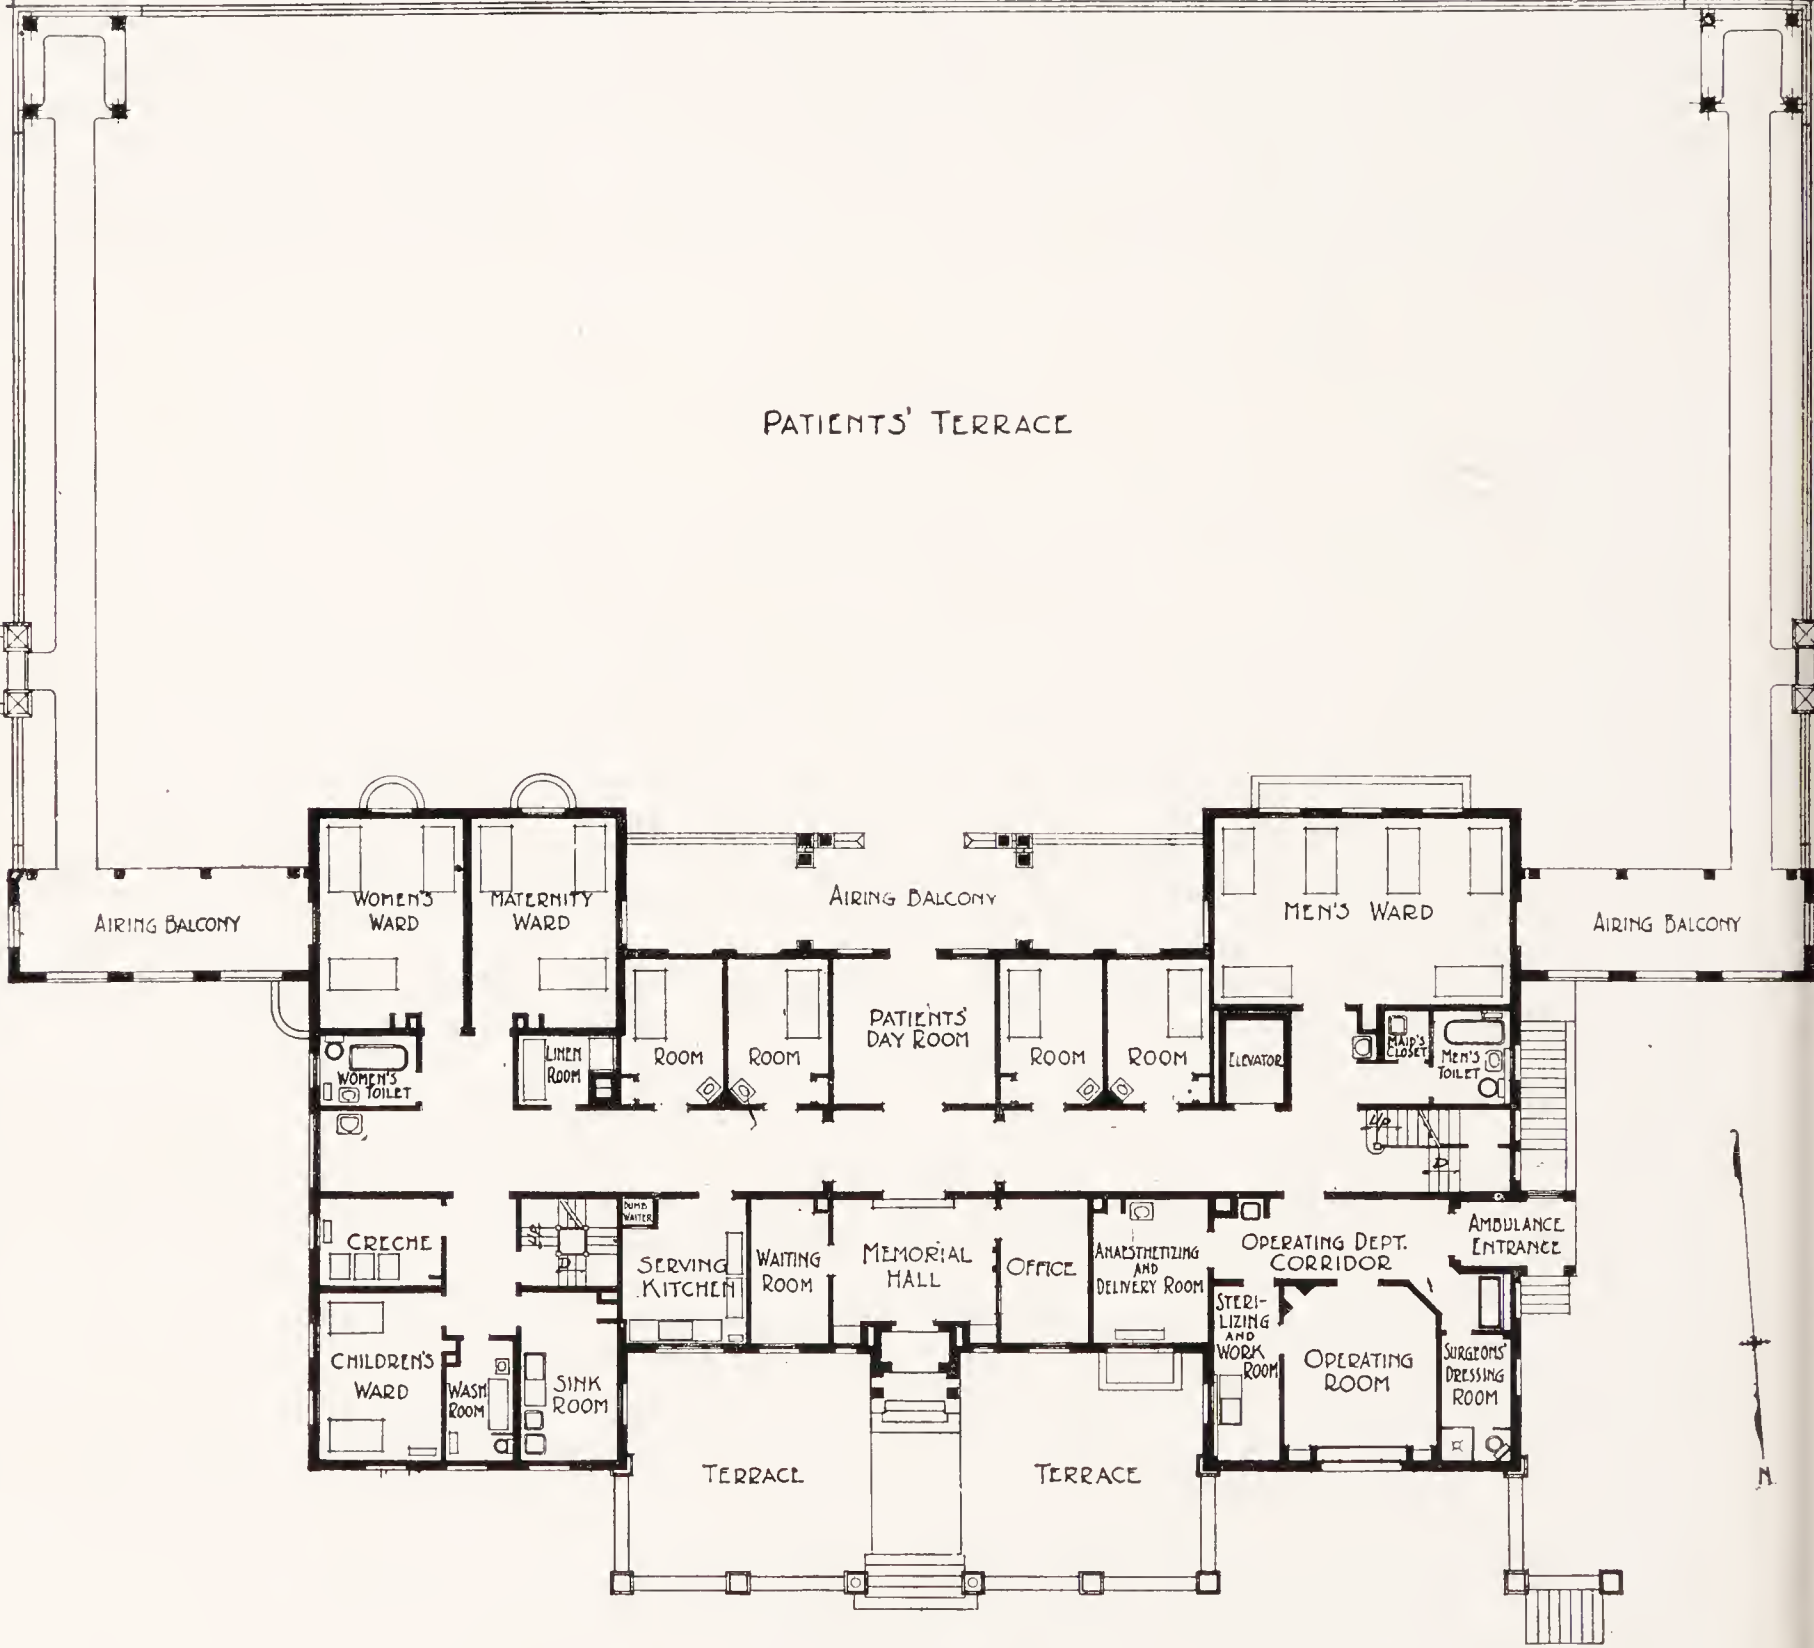 PATIENTS' TERRACE
AIRING BALCONY
WOMEN'S
WARD
MATERNITY
WARD
AIRING BALCONY
MEN'S WARD
AIRING BALCONY
WOMEN'S
TOILET
LINEN
ROOM
ROOM
ROOM
PATIENTS'
DAY ROOM
ROOM
ROOM
ELEVATOR
MAID'S
CLOSET
MEN'S
TOILET
UP
D
CRECHE
UP
D
DUMB
WAITER
SERVING
KITCHEN
WAITING
ROOM
MEMORIAL
HALL
OFFICE
ANAESTHETIZING
AND
DELIVERY ROOM
OPERATING DEPT.
CORRIDOR
AMBULANCE
ENTRANCE
CHILDREN'S
WARD
WASH
ROOM
SINK
ROOM
STERI-
LIZING
AND
WORK
ROOM
OPERATING
ROOM
SURGEONS'
DRESSING
ROOM
TERRACE
TERRACE
N